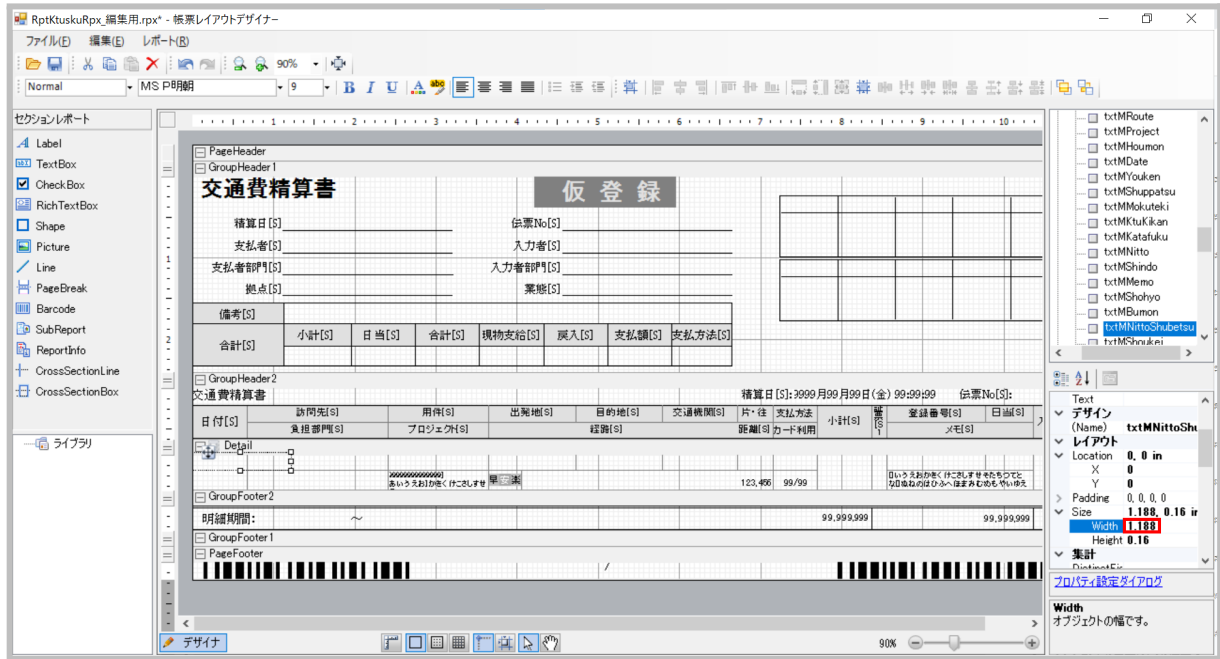 RptKtuskuRpx_編集用.rpx* - 帳票レイアウトデザイナー
ファイル(F) 編集(E) レポート(R)
90%
Normal MS P明朝 9 B I U
セクションレポート
Label
TextBox
CheckBox
RichTextBox
Shape
Picture
Line
PageBreak
Barcode
SubReport
ReportInfo
CrossSectionLine
CrossSectionBox
ライブラリ
1 2 3 4 5 6 7 8 9 10
PageHeader
GroupHeader1
交通費精算書 仮 登 録
精算日[S] 伝票No[S]
支払者[S] 入力者[S]
支払者部門[S] 入力者部門[S]
拠点[S] 業態[S]
備考[S]
合計[S] 小計[S] 日当[S] 合計[S] 現物支給[S] 戻入[S] 支払額[S] 支払方法[S]
GroupHeader2
交通費精算書 精算日[S]:3999月99月99日(金) 99:99:99 伝票No[S]:
日付[S] 訪問先[S] 用件[S] 出発地[S] 目的地[S] 交通機関[S] 片・往 支払方法 小計[S] 登録番号[S] 日当[S]
負担部門[S] プロジェクト[S] 経路[S] 距離[S] カード利用 メモ[S]
Detail
123,456 99/99
GroupFooter2
明細期間: ～ 99,999,999 99,999,999
GroupFooter1
PageFooter
/
デザイナ
90%
txtMRoute
txtMProject
txtMHoumon
txtMDate
txtMYouken
txtMShuppatsu
txtMMokuteki
txtMKtuKikan
txtMKatafuku
txtMNitto
txtMShindo
txtMMemo
txtMShohyo
txtMBumon
txtMNittoShubetsu
txtMShoukei
Text
デザイン
(Name) txtMNittoShu
レイアウト
Location 0, 0 in
X 0
Y 0
Padding 0, 0, 0, 0
Size 1.188, 0.16 in
Width 1.188
Height 0.16
集計
プロパティ設定ダイアログ
Width
オブジェクトの幅です。